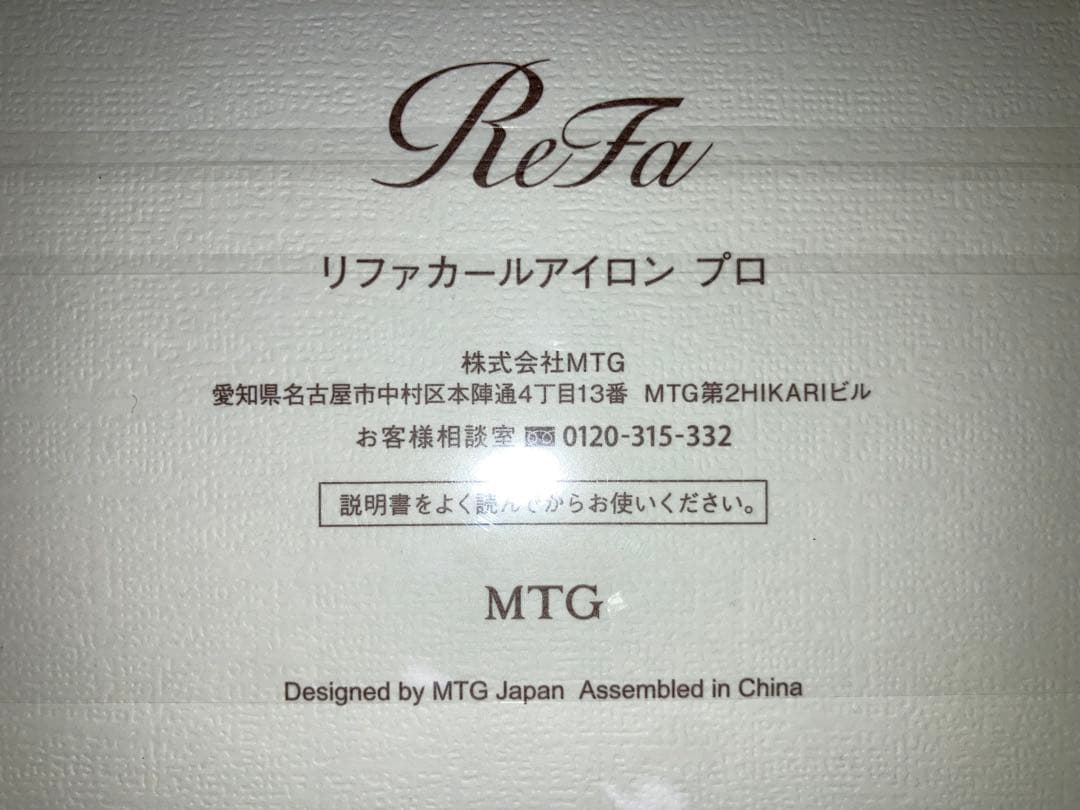 ReFa
リファカールアイロン プロ
株式会社MTG
愛知県名古屋市中村区本陣通4丁目13番 MTG第2HIKARIビル
お客様相談室 0120-315-332
説明書をよく読んでからお使いください。
MTG
Designed by MTG Japan Assembled in China